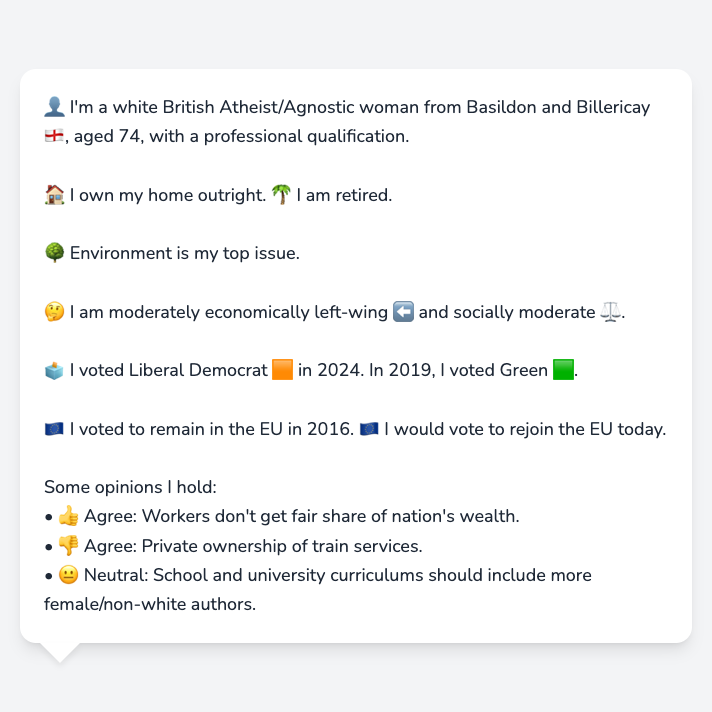 👤 I'm a white British Atheist/Agnostic woman from Basildon and Billericay
🏴󠁧󠁢󠁥󠁮󠁧󠁿, aged 74, with a professional qualification.
🏠 I own my home outright. 🌴 I am retired.
🌳 Environment is my top issue.
🤔 I am moderately economically left-wing ⬅️ and socially moderate ⚖️.
🗳️ I voted Liberal Democrat 🟧 in 2024. In 2019, I voted Green 🟩.
🇪🇺 I voted to remain in the EU in 2016. 🇪🇺 I would vote to rejoin the EU today.
Some opinions I hold:
• 👍 Agree: Workers don't get fair share of nation's wealth.
• 👎 Agree: Private ownership of train services.
• 😐 Neutral: School and university curriculums should include more
female/non-white authors.